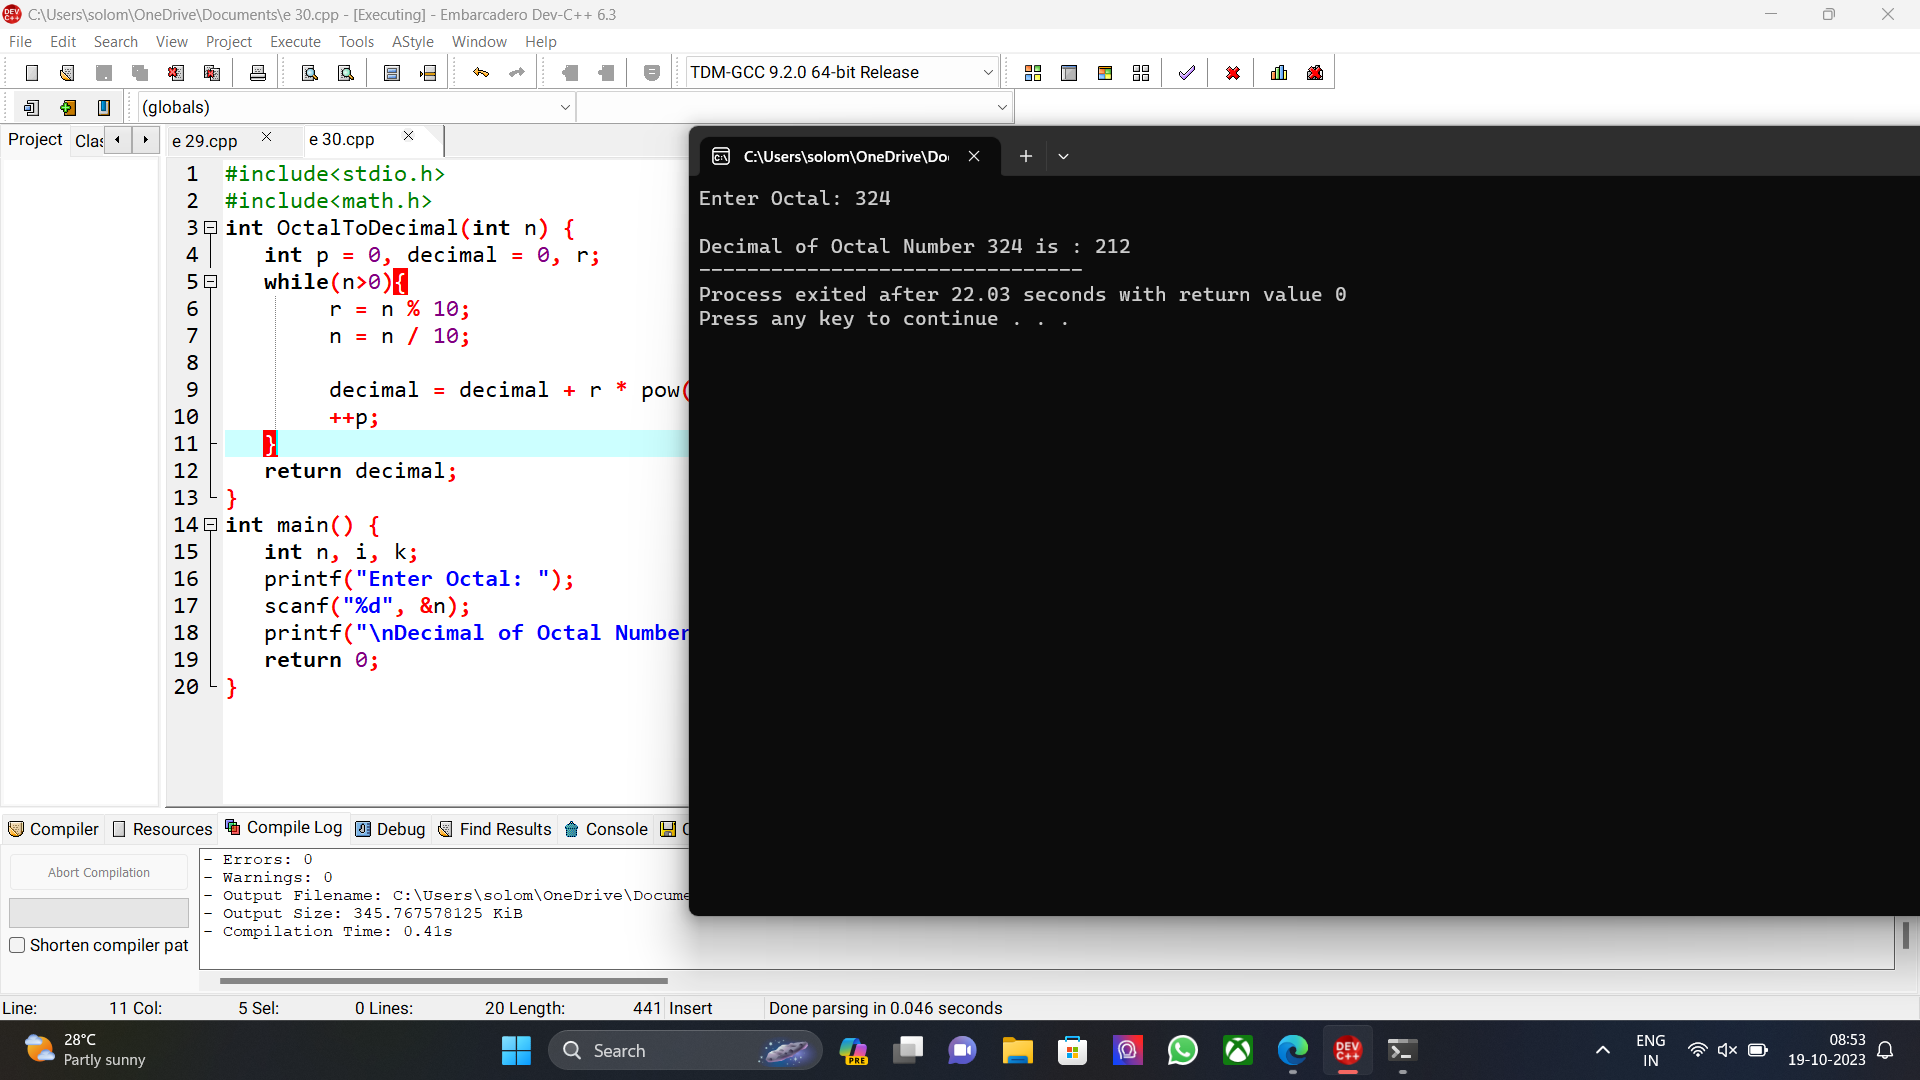 C:\Users\solom\OneDrive\Documents\e 30.cpp - [Executing] - Embarcadero Dev-C++ 6.3
File Edit Search View Project Execute Tools AStyle Window Help
TDM-GCC 9.2.0 64-bit Release
(globals)
Project Clas e 29.cpp e 30.cpp
1 #include<stdio.h>
2 #include<math.h>
3 int OctalToDecimal(int n) {
4 int p = 0, decimal = 0, r;
5 while(n>0){
6 r = n % 10;
7 n = n / 10;
8
9 decimal = decimal + r * pow(
10 ++p;
11 }
12 return decimal;
13 }
14 int main() {
15 int n, i, k;
16 printf("Enter Octal: ");
17 scanf("%d", &n);
18 printf("\nDecimal of Octal Number
19 return 0;
20 }
C:\Users\solom\OneDrive\Do
Enter Octal: 324
Decimal of Octal Number 324 is : 212
--------------------------------
Process exited after 22.03 seconds with return value 0
Press any key to continue . . .
Compiler Resources Compile Log Debug Find Results Console
Abort Compilation
Shorten compiler pat
- Errors: 0
- Warnings: 0
- Output Filename: C:\Users\solom\OneDrive\Docume
- Output Size: 345.767578125 KiB
- Compilation Time: 0.41s
Line: 11 Col: 5 Sel: 0 Lines: 20 Length: 441 Insert Done parsing in 0.046 seconds
28°C
Partly sunny
Search
PRE
DEV
C++
ENG
IN
08:53
19-10-2023